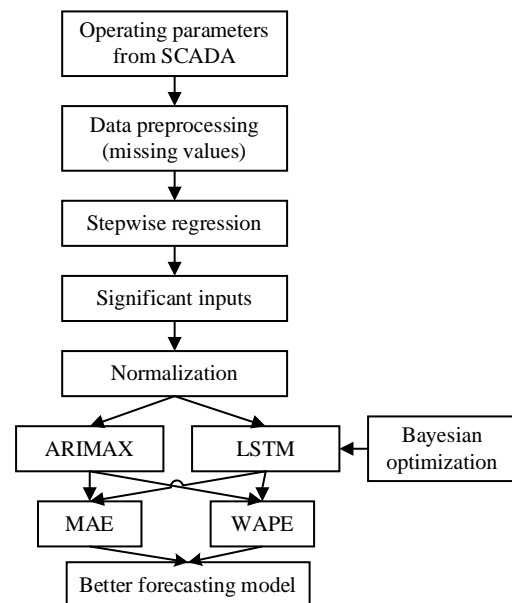 Operating parameters
from SCADA
Data preprocessing
(missing values)
Stepwise regression
Significant inputs
Normalization
ARIMAX
LSTM
Bayesian
optimization
MAE
WAPE
Better forecasting model